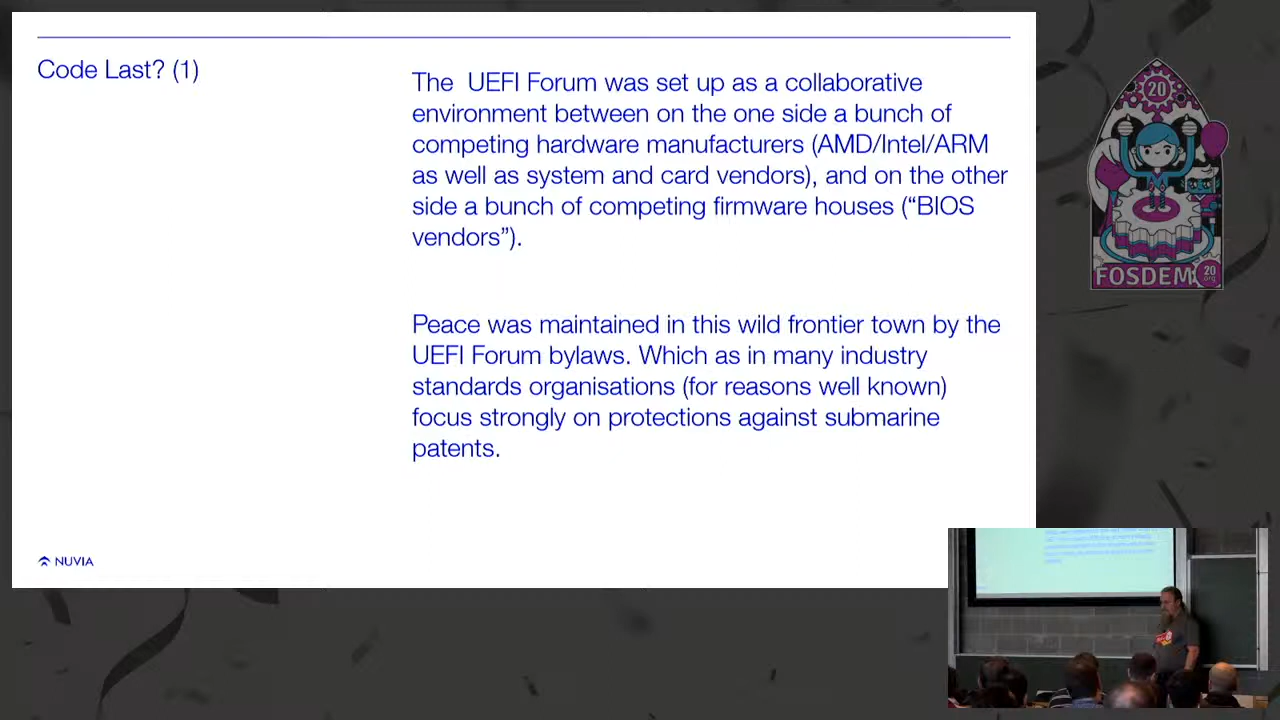 Code Last? (1)
The UEFI Forum was set up as a collaborative
environment between on the one side a bunch of
competing hardware manufacturers (AMD/Intel/ARM
as well as system and card vendors), and on the other
side a bunch of competing firmware houses (“BIOS
vendors”).
Peace was maintained in this wild frontier town by the
UEFI Forum bylaws. Which as in many industry
standards organisations (for reasons well known)
focus strongly on protections against submarine
patents.
NUVIA
20
FOSDEM
20
.org